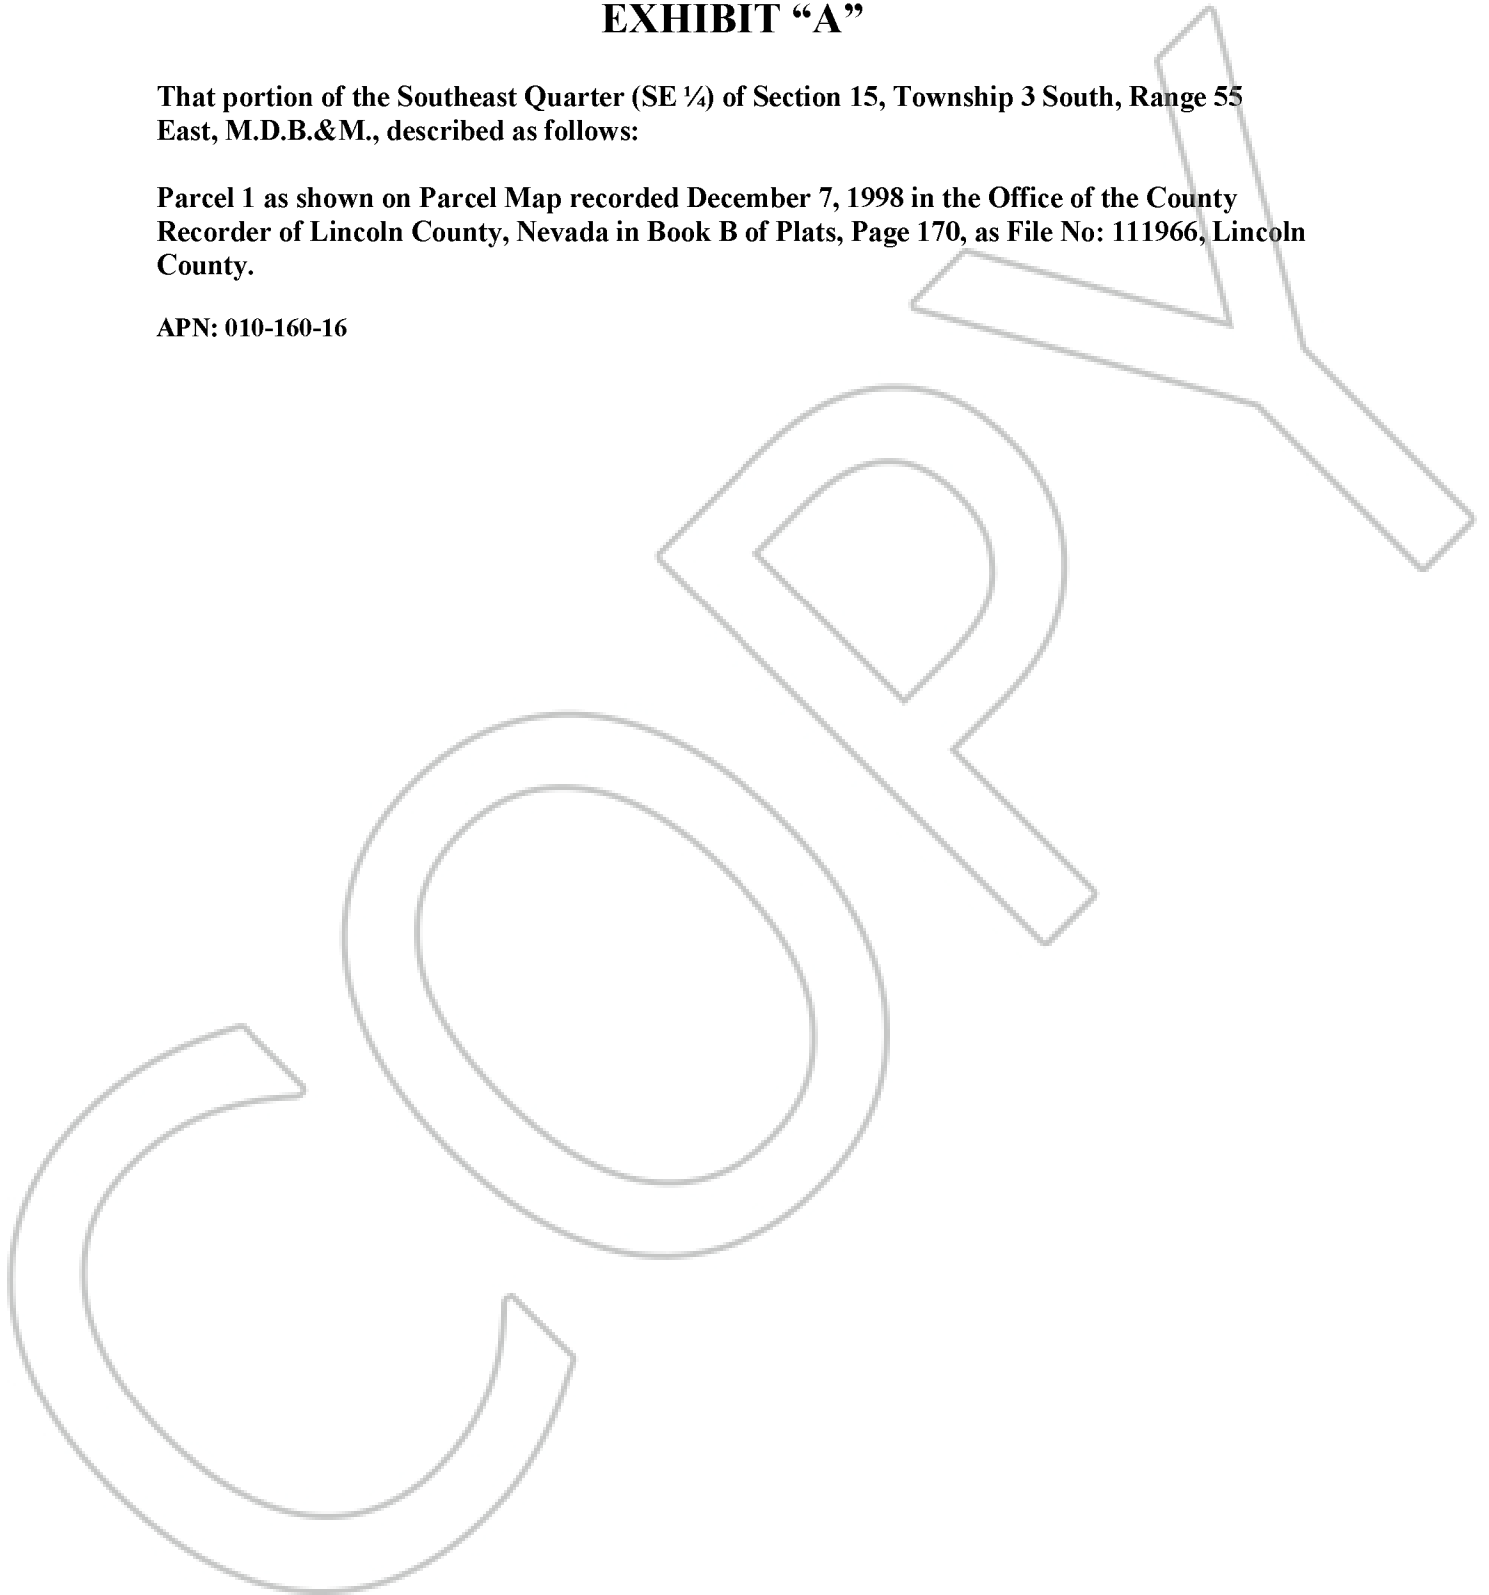 EXHIBIT “A”
That portion of the Southeast Quarter (SE ¼) of Section 15, Township 3 South, Range 55
East, M.D.B.&M., described as follows:
Parcel 1 as shown on Parcel Map recorded December 7, 1998 in the Office of the County
Recorder of Lincoln County, Nevada in Book B of Plats, Page 170, as File No: 111966, Lincoln
County.
APN: 010-160-16
COPY